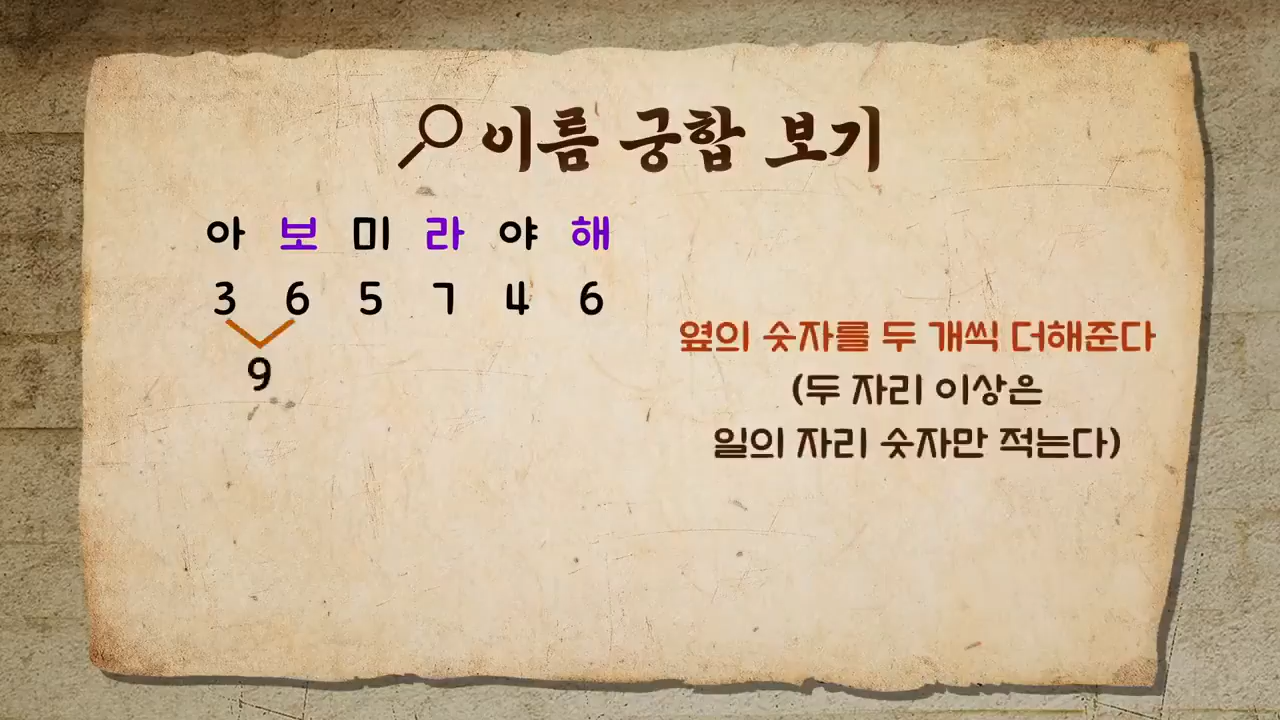 이름 궁합 보기
아 보 미 라 야 해
3 6 5 7 4 6
9
옆의 숫자를 두 개씩 더해준다
(두 자리 이상은
일의 자리 숫자만 적는다)